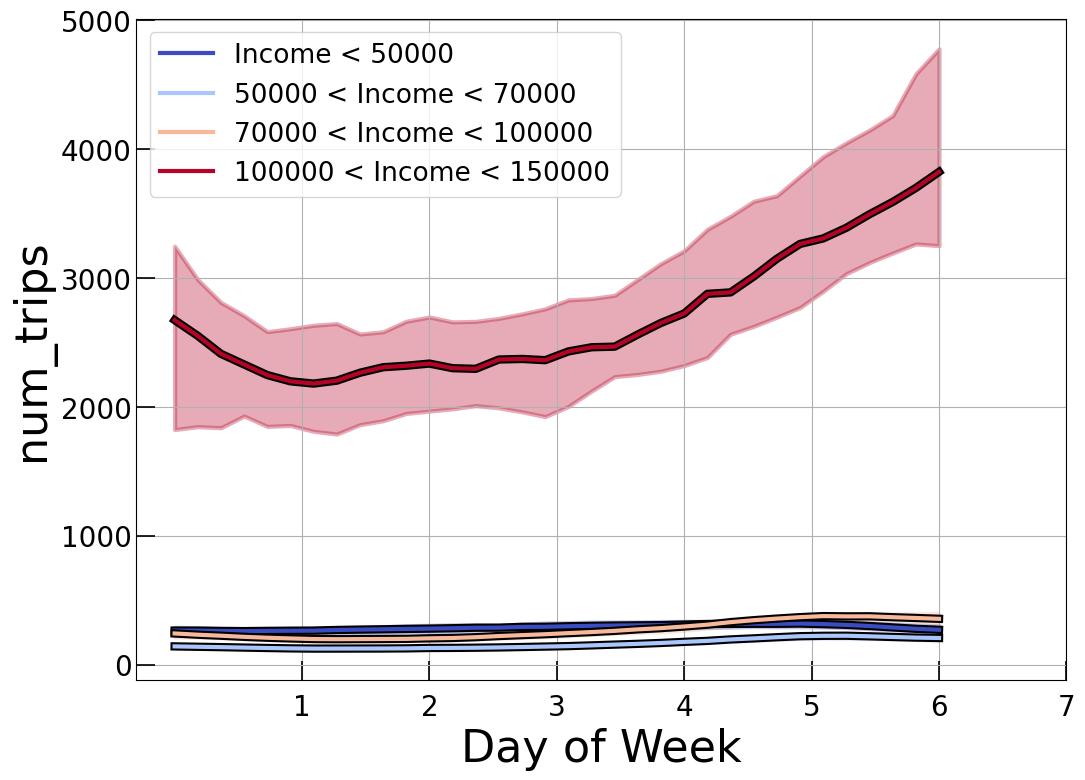 5000
4000
3000
2000
1000
0
num_trips
Income < 50000
50000 < Income < 70000
70000 < Income < 100000
100000 < Income < 150000
1 2 3 4 5 6 7
Day of Week